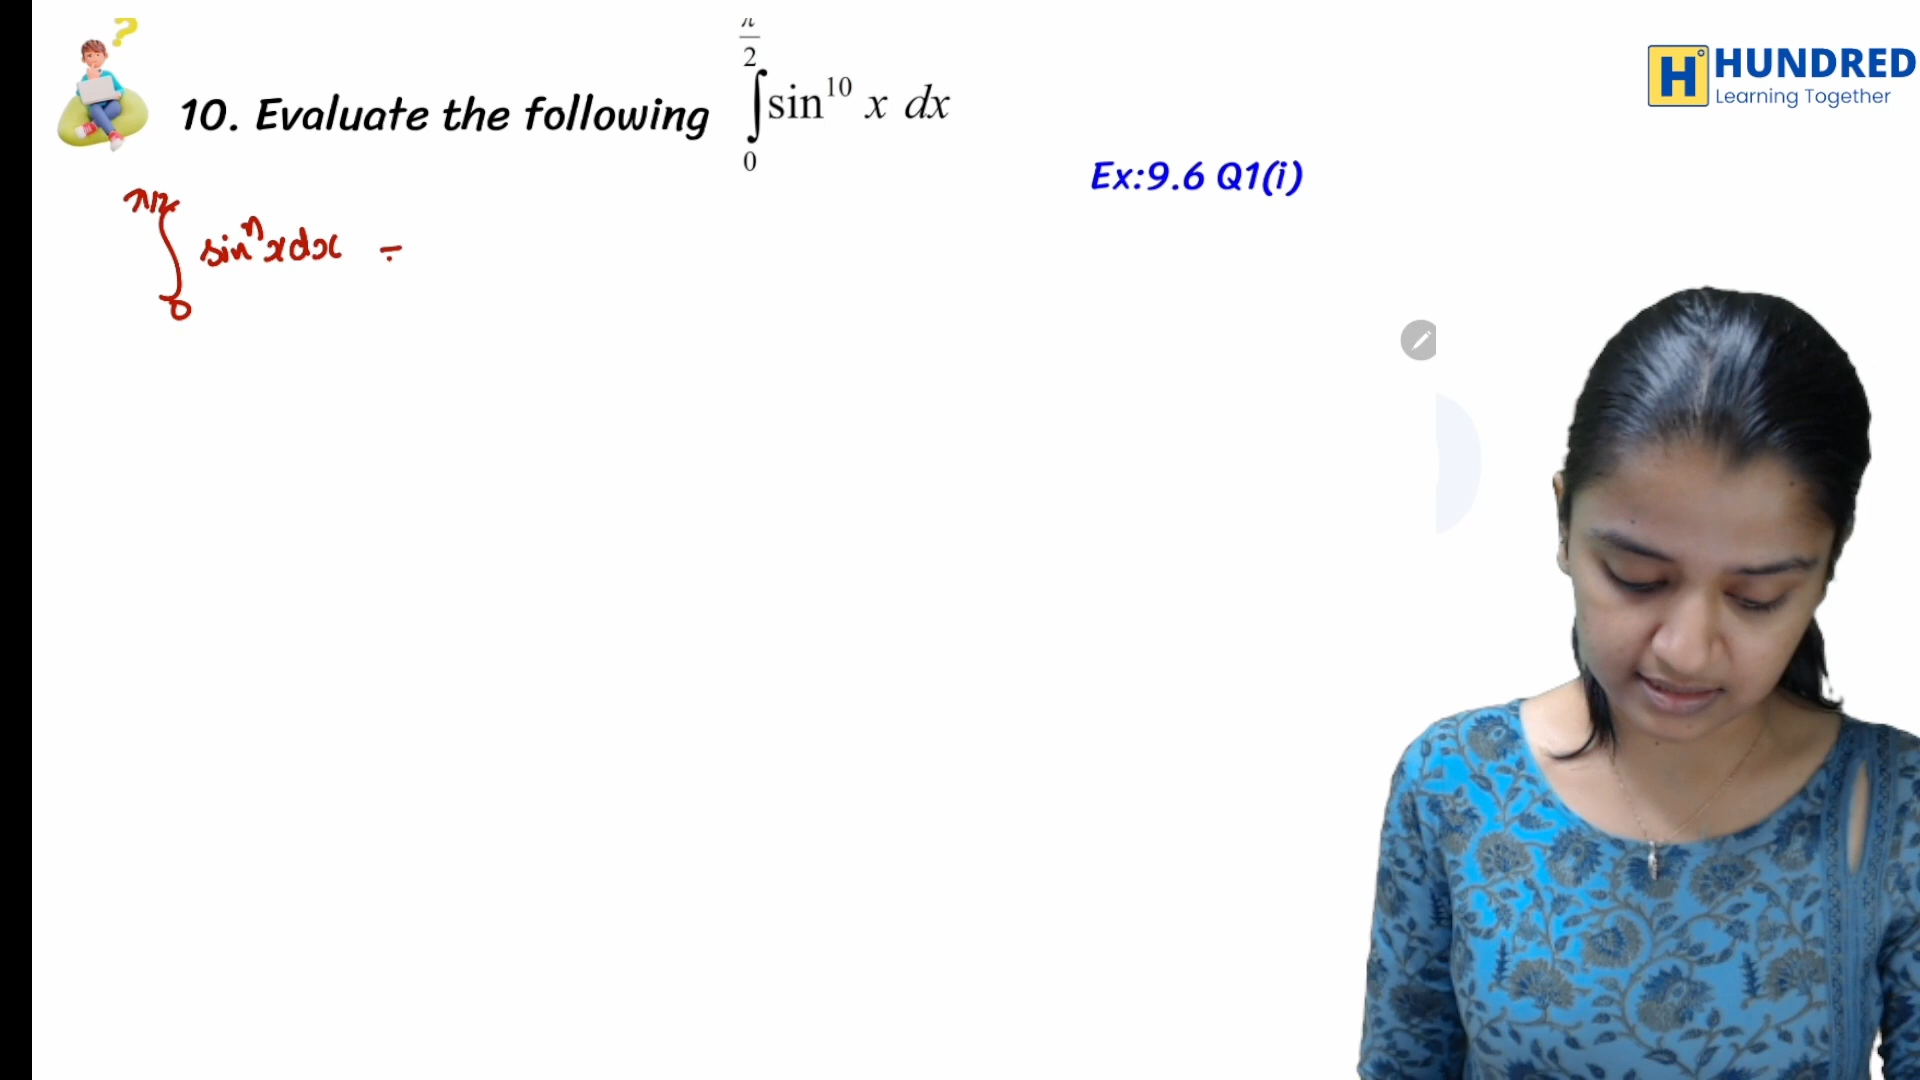 10. Evaluate the following ∫₀^(π/2) sin¹⁰ x dx
HUNDRED
Learning Together
Ex:9.6 Q1(i)
∫₀^(π/2) sinⁿ x dx =